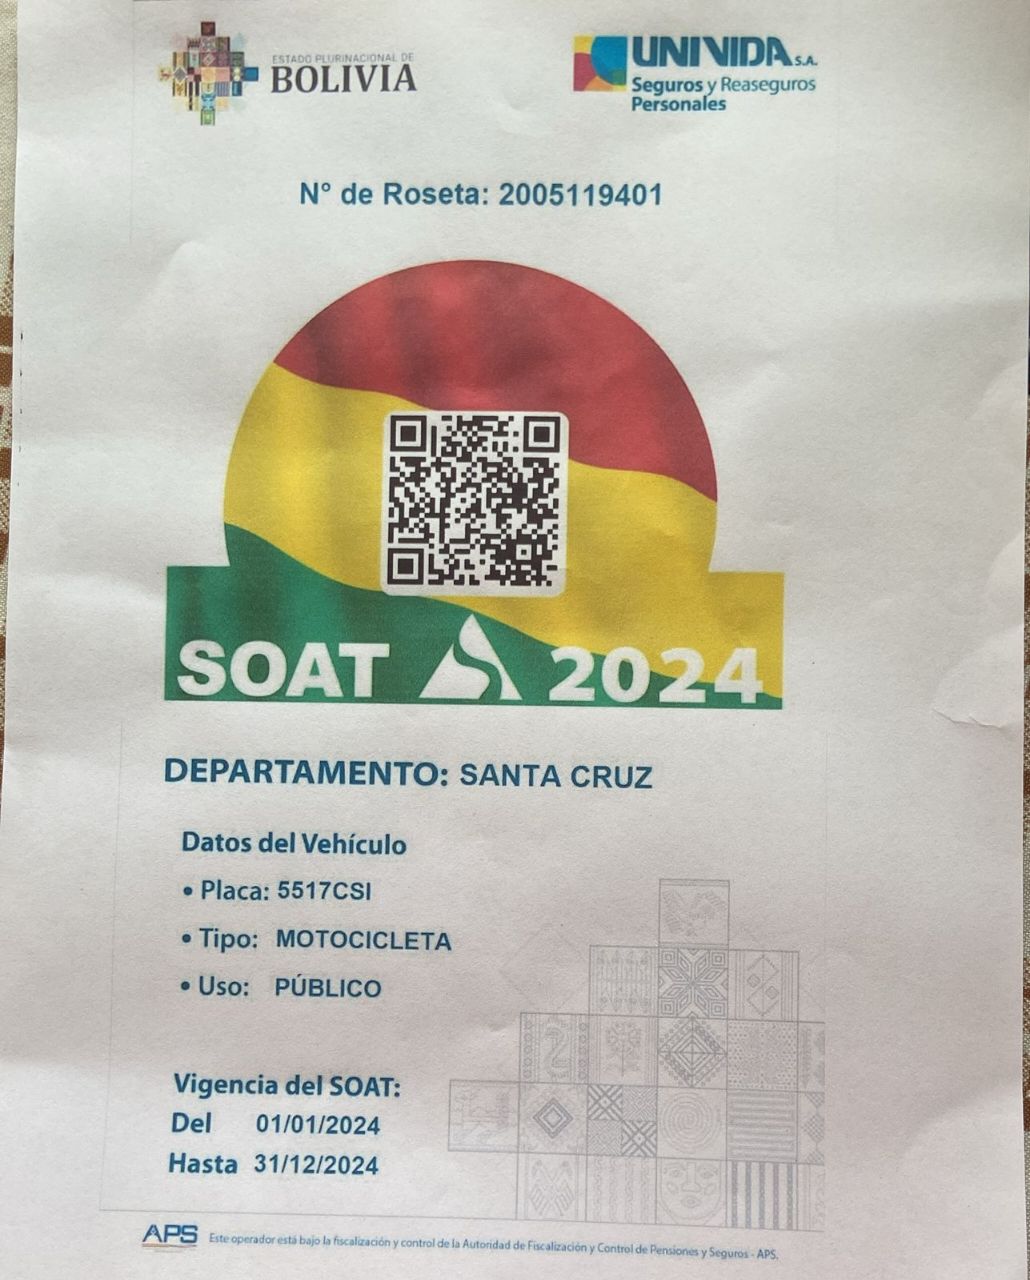 ESTADO PLURINACIONAL DE
BOLIVIA
UNIVIDA S.A.
Seguros y Reaseguros
Personales
N° de Roseta: 2005119401
SOAT 2024
DEPARTAMENTO: SANTA CRUZ
Datos del Vehículo
• Placa: 5517CSI
• Tipo: MOTOCICLETA
• Uso: PÚBLICO
Vigencia del SOAT:
Del 01/01/2024
Hasta 31/12/2024
APS Este operador está bajo la fiscalización y control de la Autoridad de Fiscalización y Control de Pensiones y Seguros - APS.